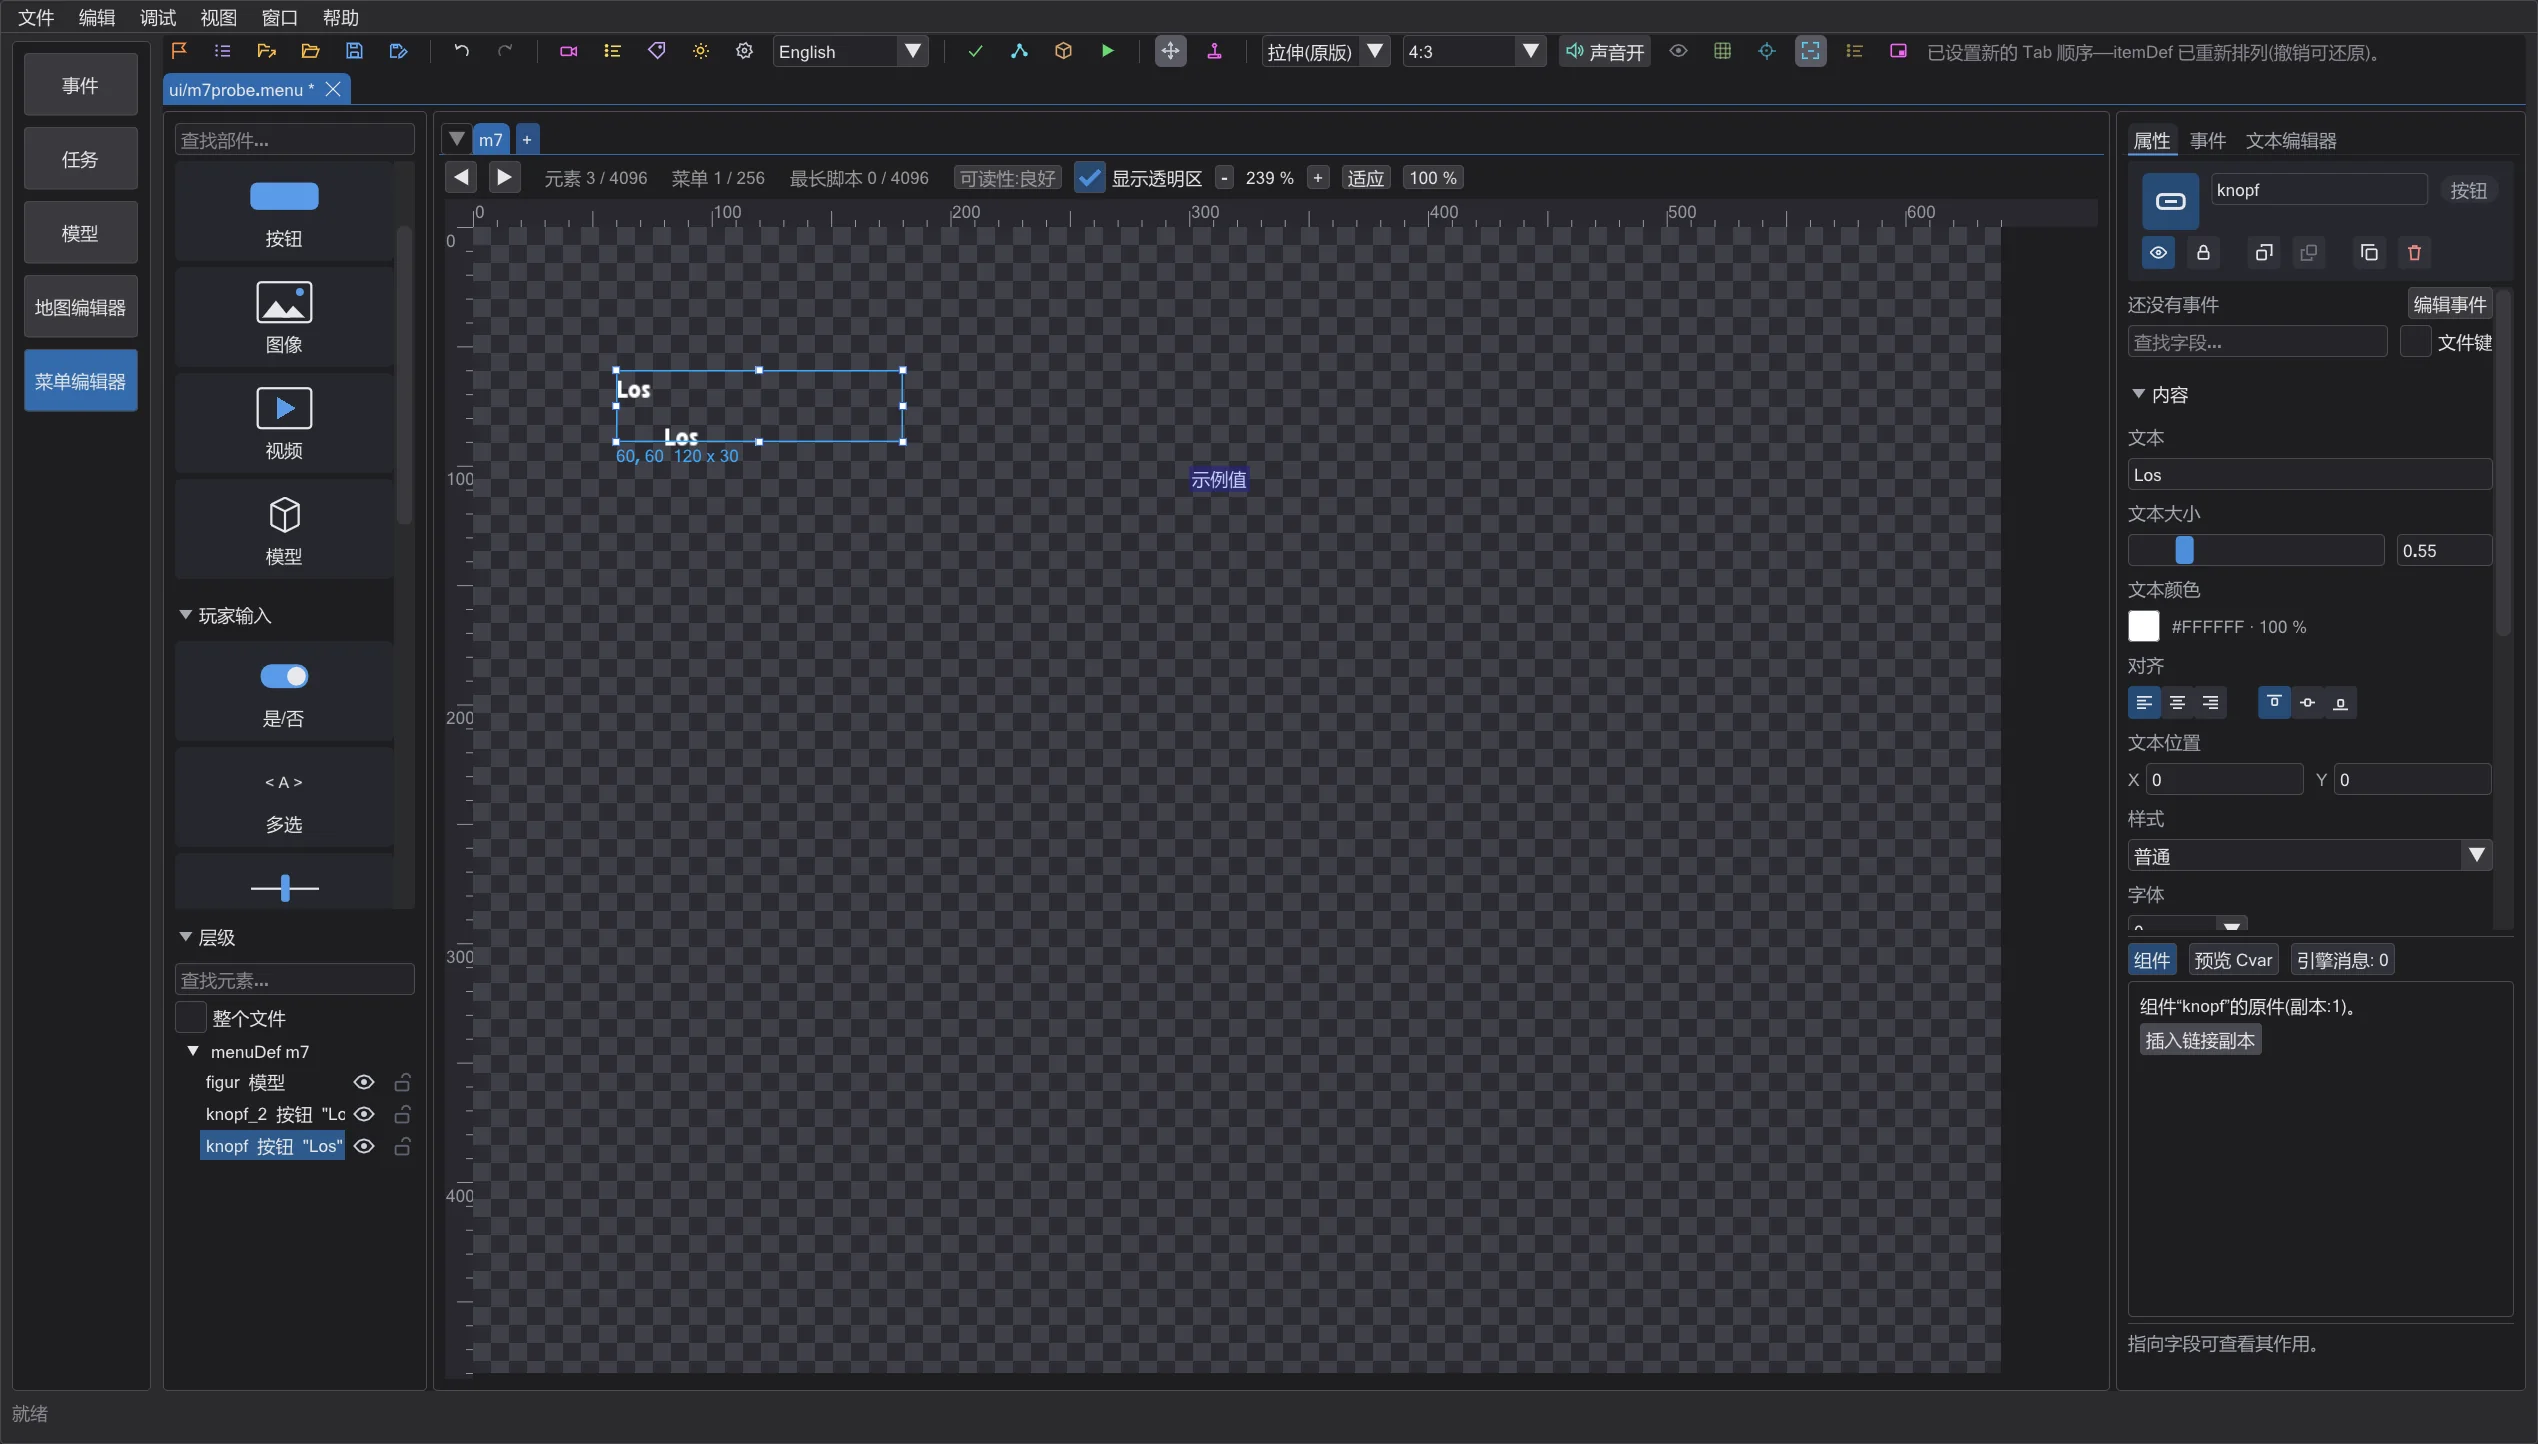 文件 编辑 调试 视图 窗口 帮助
English
拉伸(原版)
4:3
声音开
已设置新的 Tab 顺序—itemDef 已重新排列(撤销可还原)。
ui/m7probe.menu *
事件
任务
模型
地图编辑器
菜单编辑器
查找部件...
按钮
图像
视频
模型
玩家输入
是/否
< A >
多选
层级
查找元素...
整个文件
menuDef m7
figur 模型
knopf_2 按钮 "Lo
knopf 按钮 "Los"
m7
+
元素 3 / 4096
菜单 1 / 256
最长脚本 0 / 4096
可读性:良好
显示透明区
- 239 % +
适应
100 %
0 100 200 300 400 500 600
0
100
200
300
400
Los
Los
60, 60 120 x 30
示例值
属性 事件 文本编辑器
knopf
按钮
还没有事件
编辑事件
查找字段...
文件键
内容
文本
Los
文本大小
0.55
文本颜色
#FFFFFF · 100 %
对齐
文本位置
X 0 Y 0
样式
普通
字体
0
组件 预览 Cvar 引擎消息: 0
组件“knopf”的原件(副本:1)。
插入链接副本
指向字段可查看其作用。
就绪